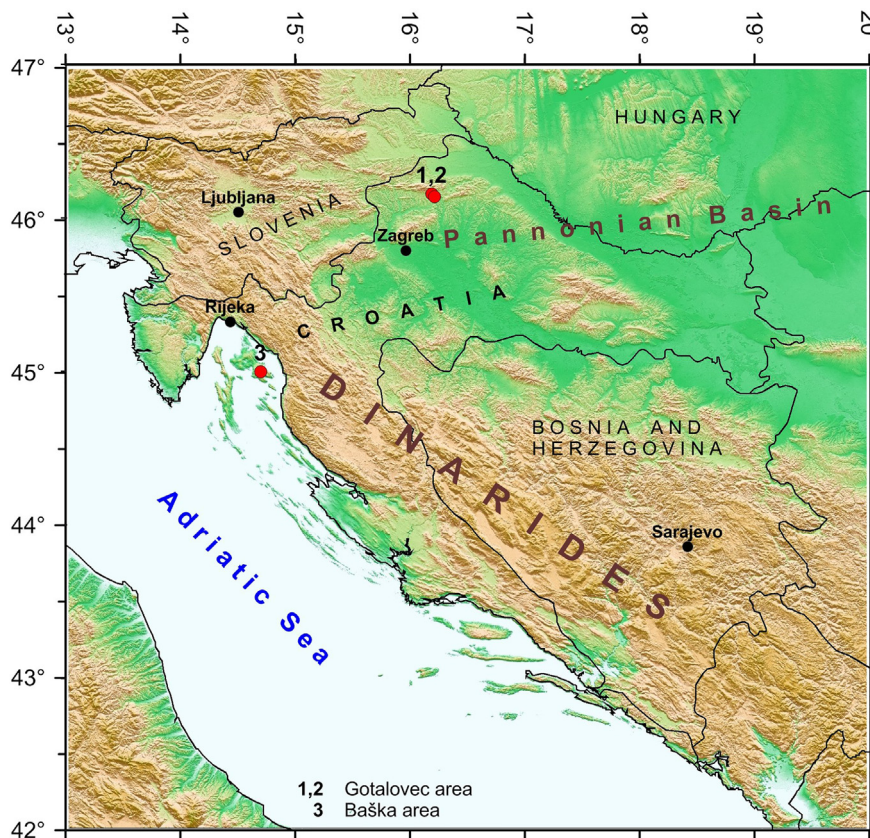 13° 14° 15° 16° 17° 18° 19° 20
47°
HUNGARY
1,2
Ljubljana
SLOVENIA
46°
Pannonian Basin
Zagreb
CROATIA
Rijeka
45°
3
DINARIDES
BOSNIA AND
HERZEGOVINA
44°
Adriatic Sea
Sarajevo
43°
1,2 Gotalovec area
3 Baška area
42°